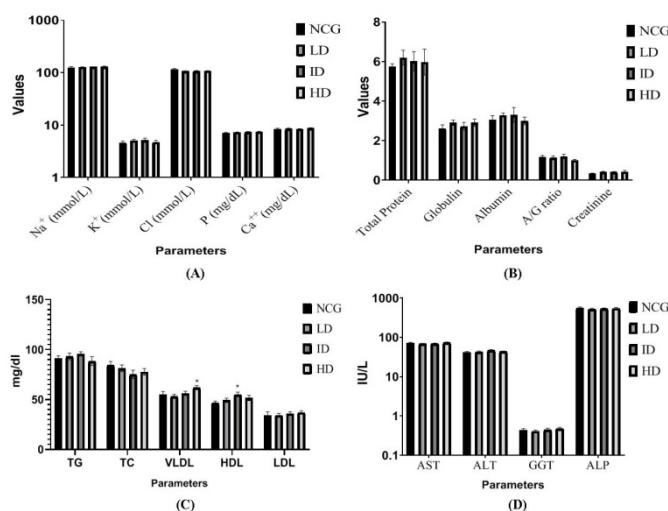 1000
100
10
1
Values
Na⁺ (mmol/L)
K⁺ (mmol/L)
Cl (mmol/L)
P (mg/dL)
Ca⁺⁺ (mg/dL)
Parameters
NCG
LD
ID
HD
(A)
8
6
4
2
0
Values
Total Protein
Globulin
Albumin
A/G ratio
Creatinine
Parameters
NCG
LD
ID
HD
(B)
150
100
50
0
mg/dl
* *
TG TC VLDL HDL LDL
Parameters
NCG
LD
ID
HD
(C)
1000
100
10
1
0.1
IU/L
AST ALT GGT ALP
Parameters
NCG
LD
ID
HD
(D)